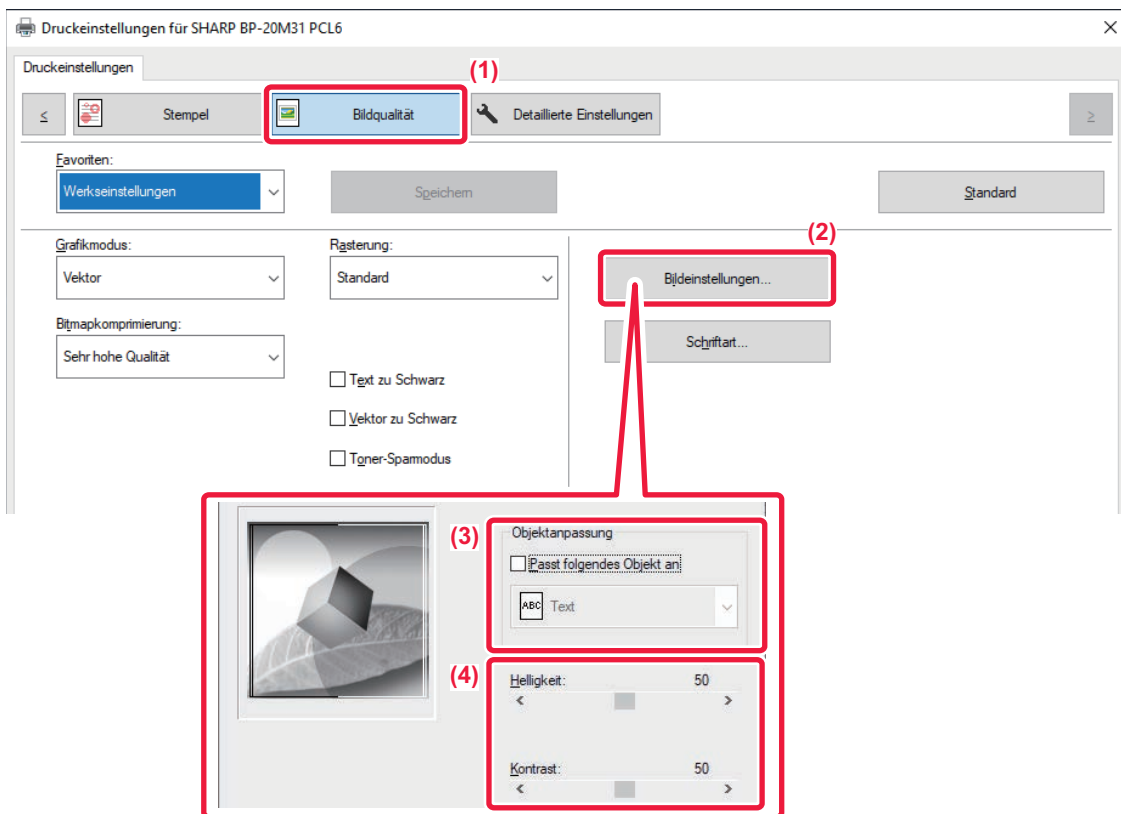 Druckeinstellungen für SHARP BP-20M31 PCL6
Druckeinstellungen
(1)
< Stempel Bildqualität Detaillierte Einstellungen >
Favoriten:
Werkseinstellungen Speichern Standard
(2)
Grafikmodus: Rasterung:
Vektor Standard Bildeinstellungen...
Bitmapkomprimierung:
Sehr hohe Qualität Schriftart...
Text zu Schwarz
Vektor zu Schwarz
Toner-Sparmodus
(3) Objektanpassung
Passt folgendes Objekt an
ABC Text
(4) Helligkeit: 50
< >
Kontrast: 50
< >